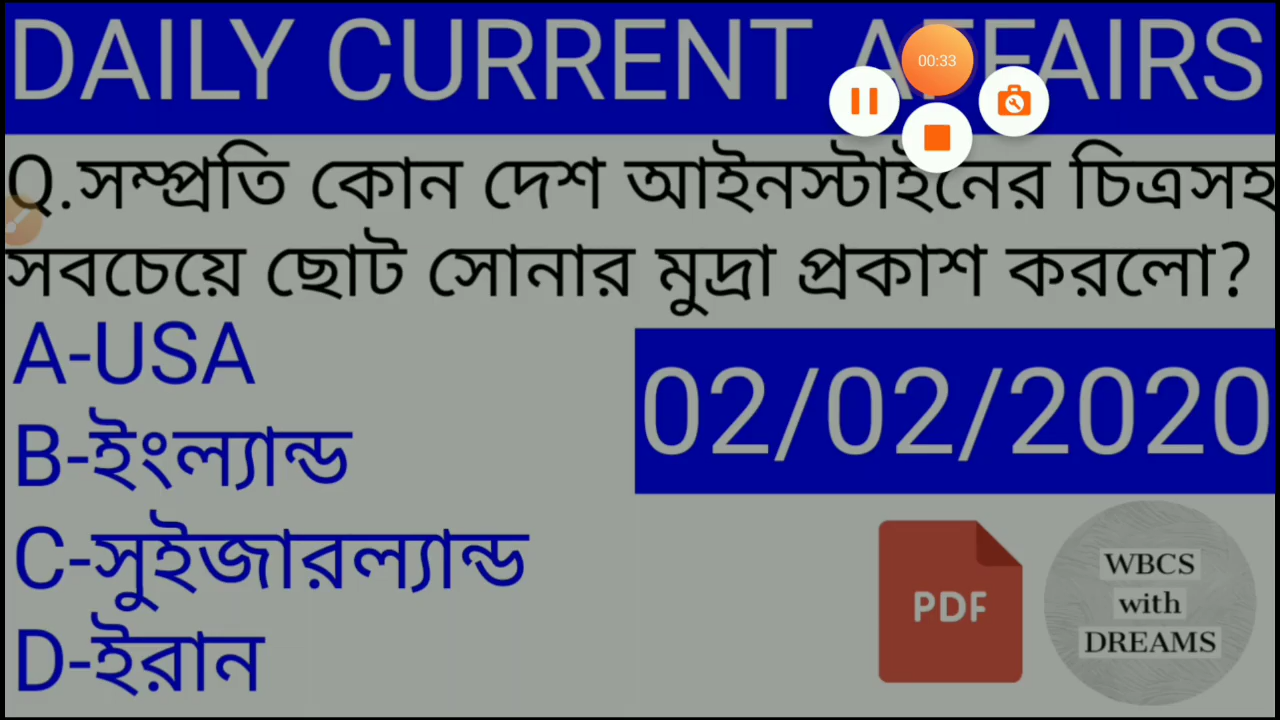 DAILY CURRENT AFFAIRS
00:33
Q.সম্প্রতি কোন দেশ আইনস্টাইনের চিত্রসহ
সবচেয়ে ছোট সোনার মুদ্রা প্রকাশ করলো?
A-USA
B-ইংল্যান্ড
C-সুইজারল্যান্ড
D-ইরান
02/02/2020
PDF
WBCS
with
DREAMS